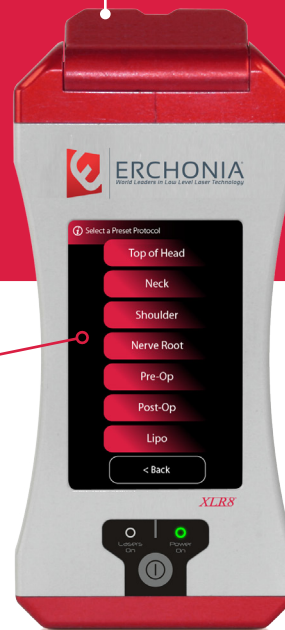 ERCHONIA
World Leaders in Low Level Laser Technology
i Select a Preset Protocol
Top of Head
Neck
Shoulder
Nerve Root
Pre-Op
Post-Op
Lipo
< Back
XLR8
Lasers On
Power On